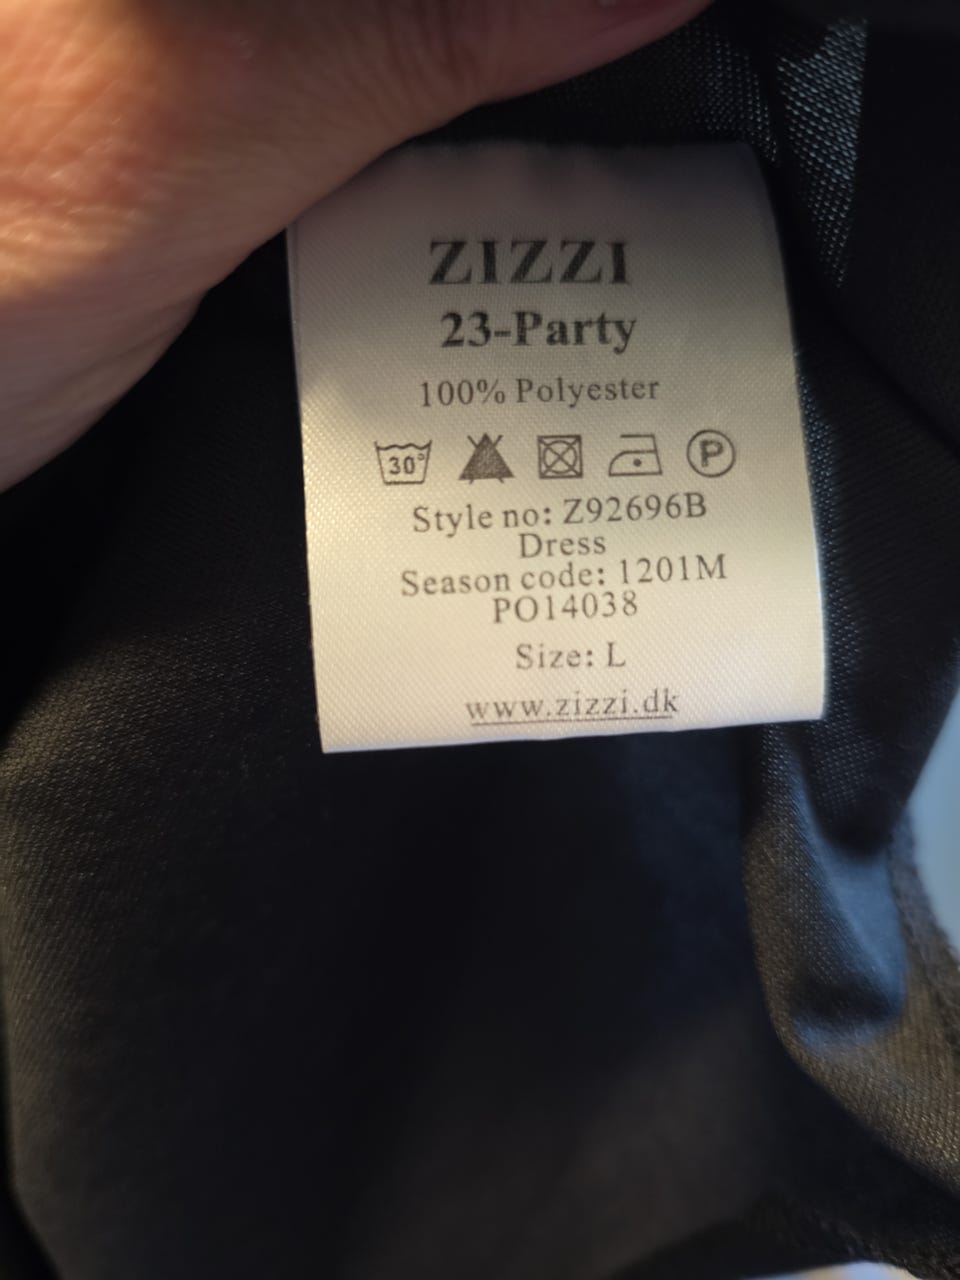 ZIZZI
23-Party
100% Polyester
30° P
Style no: Z92696B
Dress
Season code: 1201M
PO14038
Size: L
www.zizzi.dk